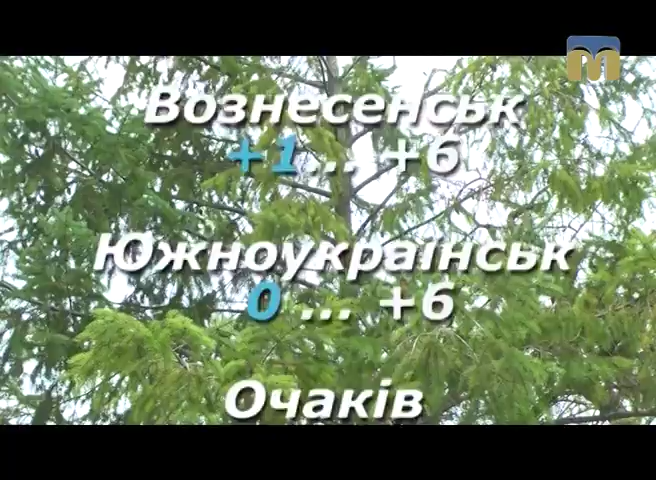 Вознесенськ
+1... +6
Южноукраїнськ
0 ... +6
Очаків